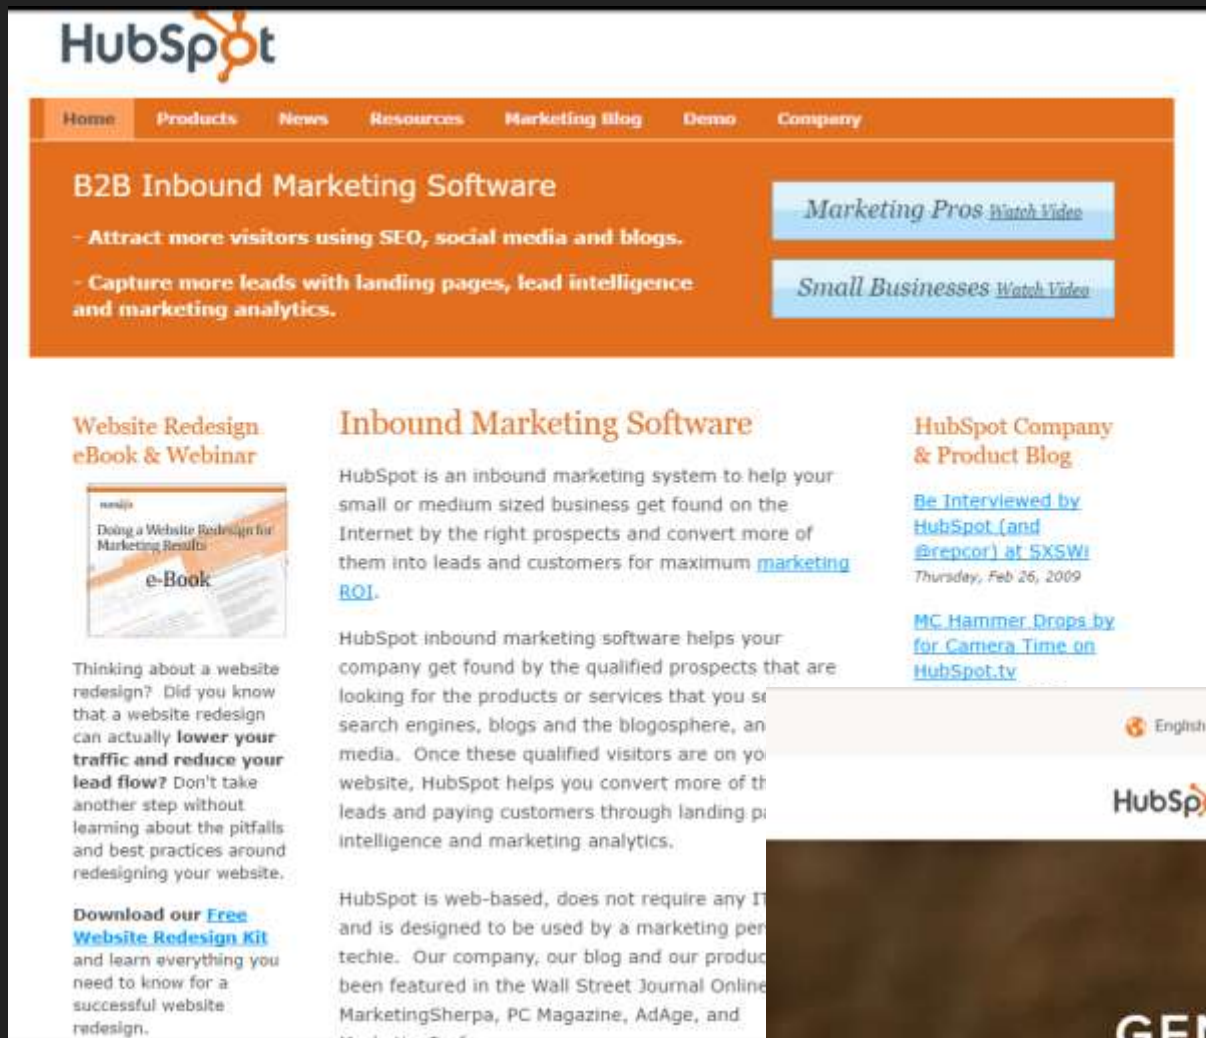 HubSpot
Home Products News Resources Marketing Blog Demo Company
B2B Inbound Marketing Software
- Attract more visitors using SEO, social media and blogs.
- Capture more leads with landing pages, lead intelligence
and marketing analytics.
Marketing Pros Watch Video
Small Businesses Watch Video
Website Redesign
eBook & Webinar
Doing a Website Redesign for
Marketing Results
e-Book
Thinking about a website
redesign? Did you know
that a website redesign
can actually lower your
traffic and reduce your
lead flow? Don't take
another step without
learning about the pitfalls
and best practices around
redesigning your website.
Download our Free
Website Redesign Kit
and learn everything you
need to know for a
successful website
redesign.
Inbound Marketing Software
HubSpot is an inbound marketing system to help your
small or medium sized business get found on the
Internet by the right prospects and convert more of
them into leads and customers for maximum marketing
ROI.
HubSpot inbound marketing software helps your
company get found by the qualified prospects that are
looking for the products or services that you
search engines, blogs and the blogosphere,
media. Once these qualified visitors are on
website, HubSpot helps you convert more of
leads and paying customers through landing
intelligence and marketing analytics.
HubSpot is web-based, does not require any
and is designed to be used by a marketing
techie. Our company, our blog and our
been featured in the Wall Street Journal Online
MarketingSherpa, PC Magazine, AdAge, and
HubSpot Company
& Product Blog
Be Interviewed by
HubSpot (and
@repcor) at SXSWi
Thursday, Feb 26, 2009
MC Hammer Drops by
for Camera Time on
HubSpot.tv
English
HubSp
GEN